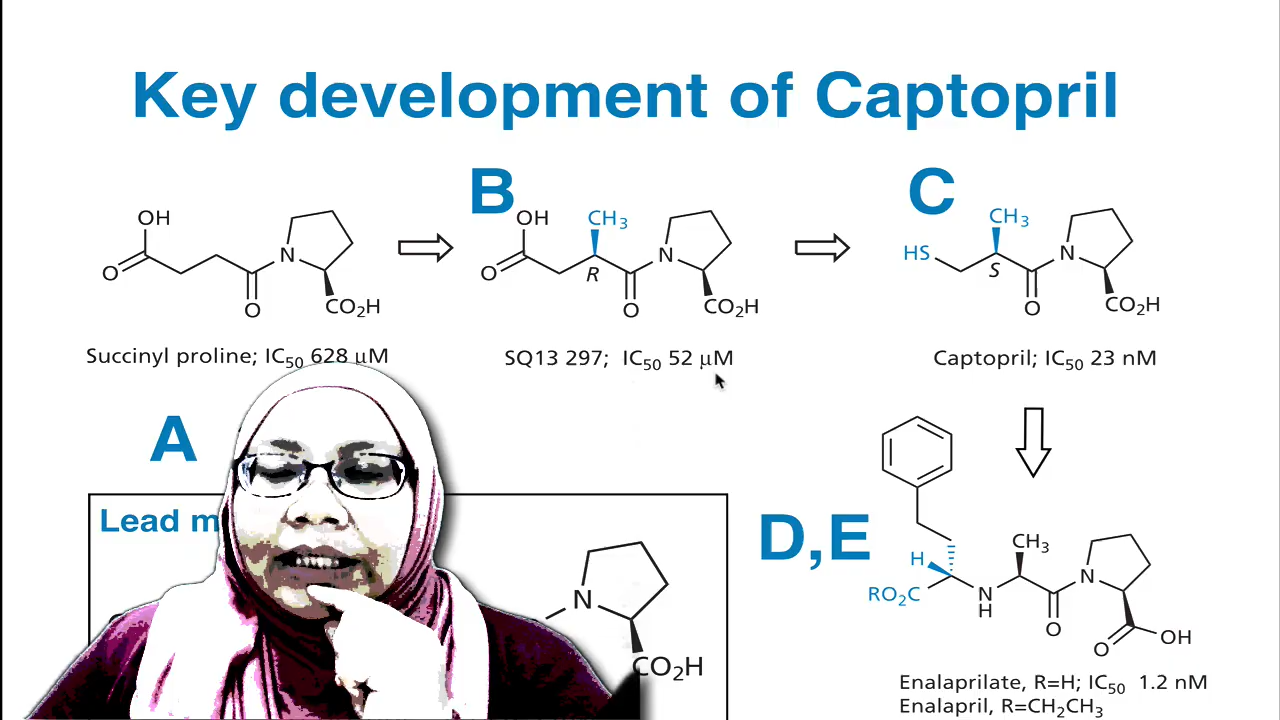 Key development of Captopril
B
C
OH
O
N
O
CO₂H
OH
CH₃
O
R
N
O
CO₂H
CH₃
HS
S
N
O
CO₂H
Succinyl proline; IC₅₀ 628 µM
SQ13 297; IC₅₀ 52 µM
Captopril; IC₅₀ 23 nM
A
D,E
Lead m
N
CO₂H
H
RO₂C
N
H
CH₃
O
N
O
OH
Enalaprilate, R=H; IC₅₀ 1.2 nM
Enalapril, R=CH₂CH₃